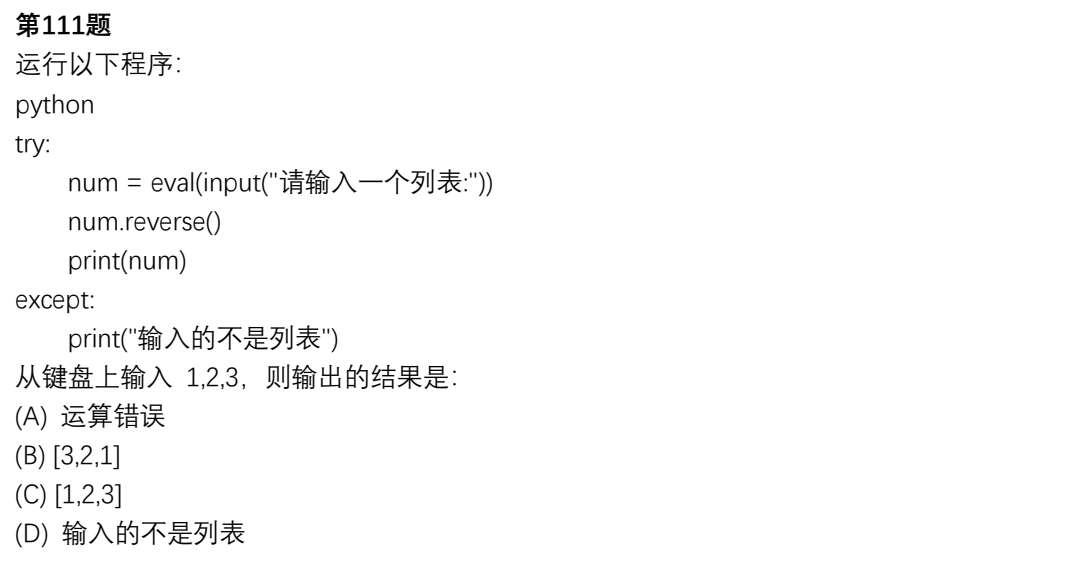 第111题
运行以下程序：
python
try:
    num = eval(input("请输入一个列表:"))
    num.reverse()
    print(num)
except:
    print("输入的不是列表")
从键盘上输入 1,2,3，则输出的结果是：
(A) 运算错误
(B) [3,2,1]
(C) [1,2,3]
(D) 输入的不是列表